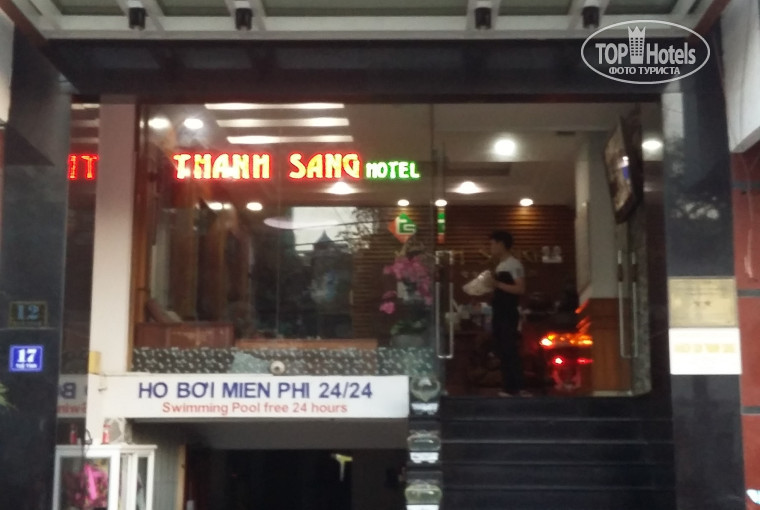 TOP Hotels
ФОТО ТУРИСТА
THANH SANG HOTEL
12
17
HO BƠI MIEN PHI 24/24
Swimming Pool free 24 hours